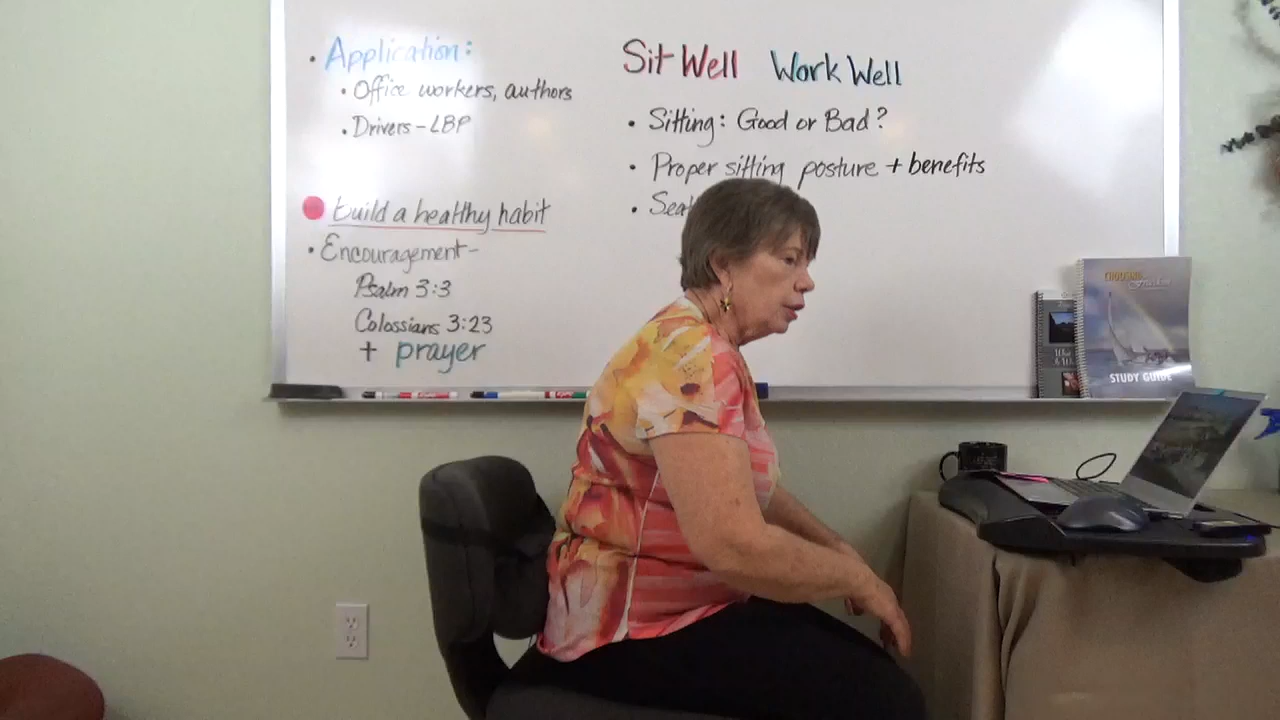 • Application:
• Office workers, authors
• Drivers - LBP
build a healthy habit
• Encouragement -
Psalm 3:3
Colossians 3:23
+ prayer
Sit Well Work Well
• Sitting: Good or Bad?
• Proper sitting posture + benefits
STUDY GUIDE